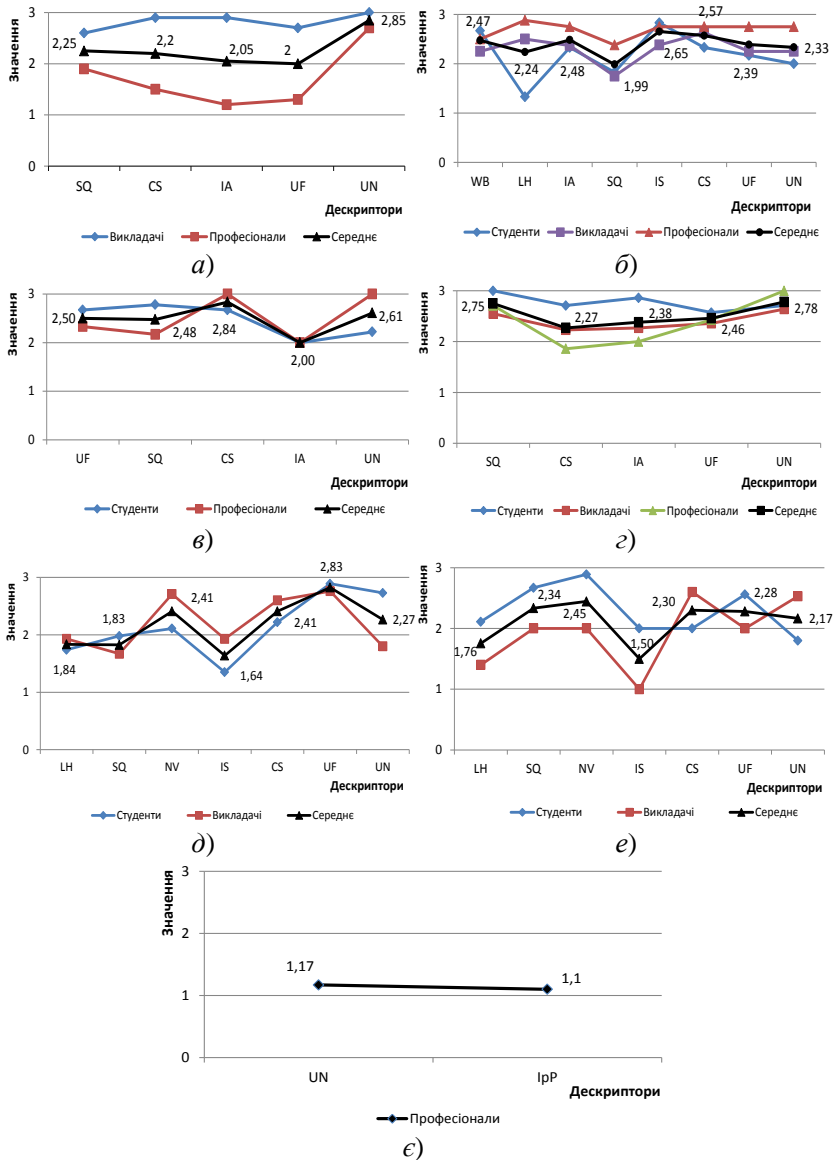 Значення
3
2
1
0
2,25
2,2
2,05
2
2,85
SQ CS IA UF UN
Дескриптори
Викладачі Професіонали Середнє
а)
Значення
3
2
1
0
2,47
2,24
2,48
1,99
2,65
2,57
2,39
2,33
WB LH IA SQ IS CS UF UN
Дескриптори
Студенти Викладачі Професіонали Середнє
б)
Значення
3
2
1
0
2,50
2,48
2,84
2,00
2,61
UF SQ CS IA UN
Дескриптори
Студенти Професіонали Середнє
в)
Значення
3
2
1
0
2,75
2,27
2,38
2,46
2,78
SQ CS IA UF UN
Дескриптори
Студенти Викладачі Професіонали Середнє
г)
Значення
3
2
1
0
1,84
1,83
2,41
1,64
2,41
2,83
2,27
LH SQ NV IS CS UF UN
Дескриптори
Студенти Викладачі Середнє
д)
Значення
3
2
1
0
1,76
2,34
2,45
1,50
2,30
2,28
2,17
LH SQ NV IS CS UF UN
Дескриптори
Студенти Викладачі Середнє
е)
Значення
3
2
1
0
1,17
1,1
UN IpP
Дескриптори
Професіонали
є)